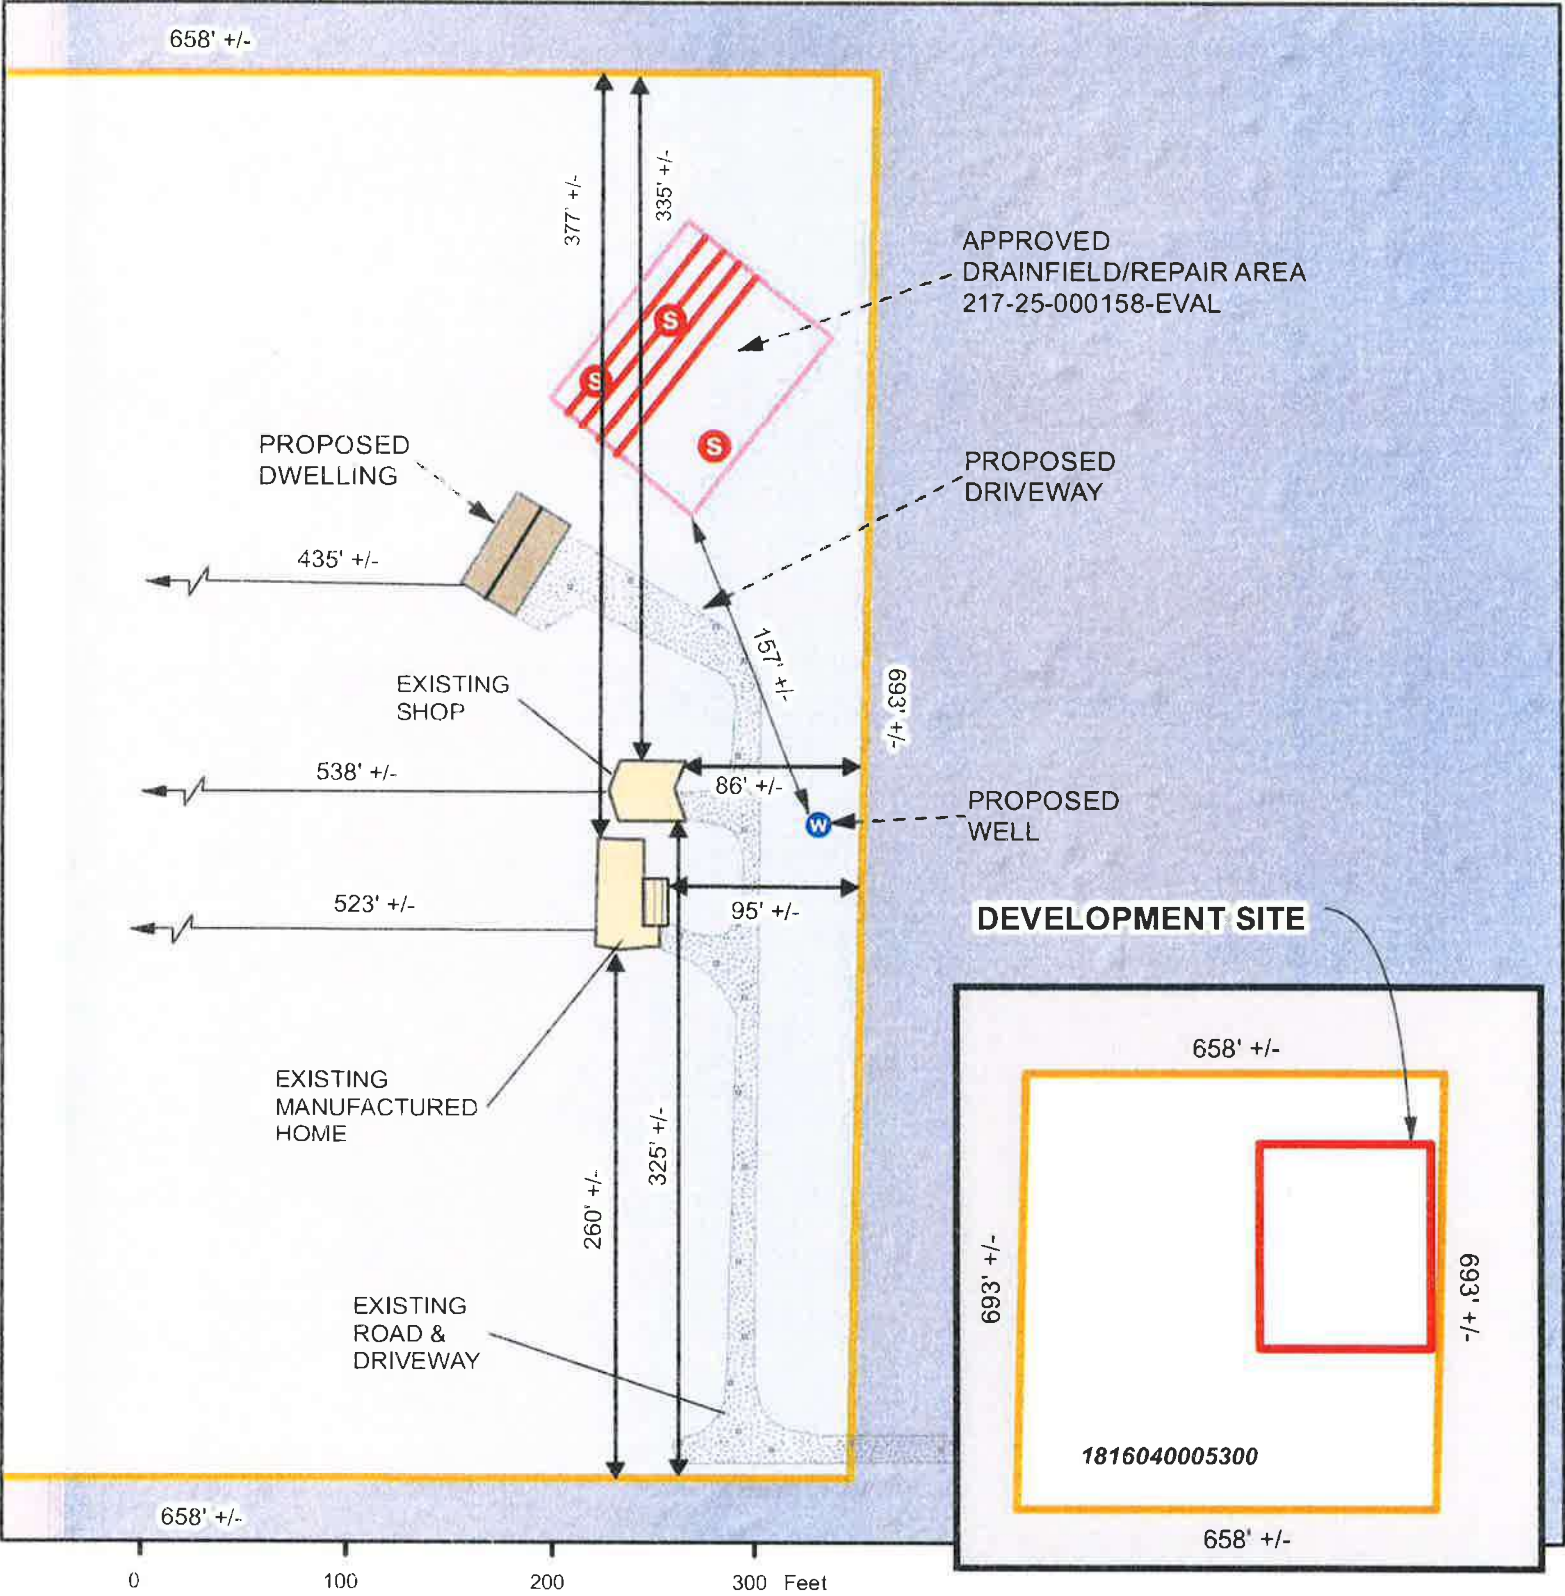 658' +/-
377' +/-
335' +/-
APPROVED
DRAINFIELD/REPAIR AREA
217-25-000158-EVAL
S
S
S
PROPOSED
DWELLING
PROPOSED
DRIVEWAY
435' +/-
157' +/-
EXISTING
SHOP
693' +/-
538' +/-
86' +/-
PROPOSED
WELL
W
523' +/-
95' +/-
DEVELOPMENT SITE
EXISTING
MANUFACTURED
HOME
260' +/-
325' +/-
EXISTING
ROAD &
DRIVEWAY
658' +/-
693' +/-
693' +/-
1816040005300
658' +/-
658' +/-
0 100 200 300 Feet